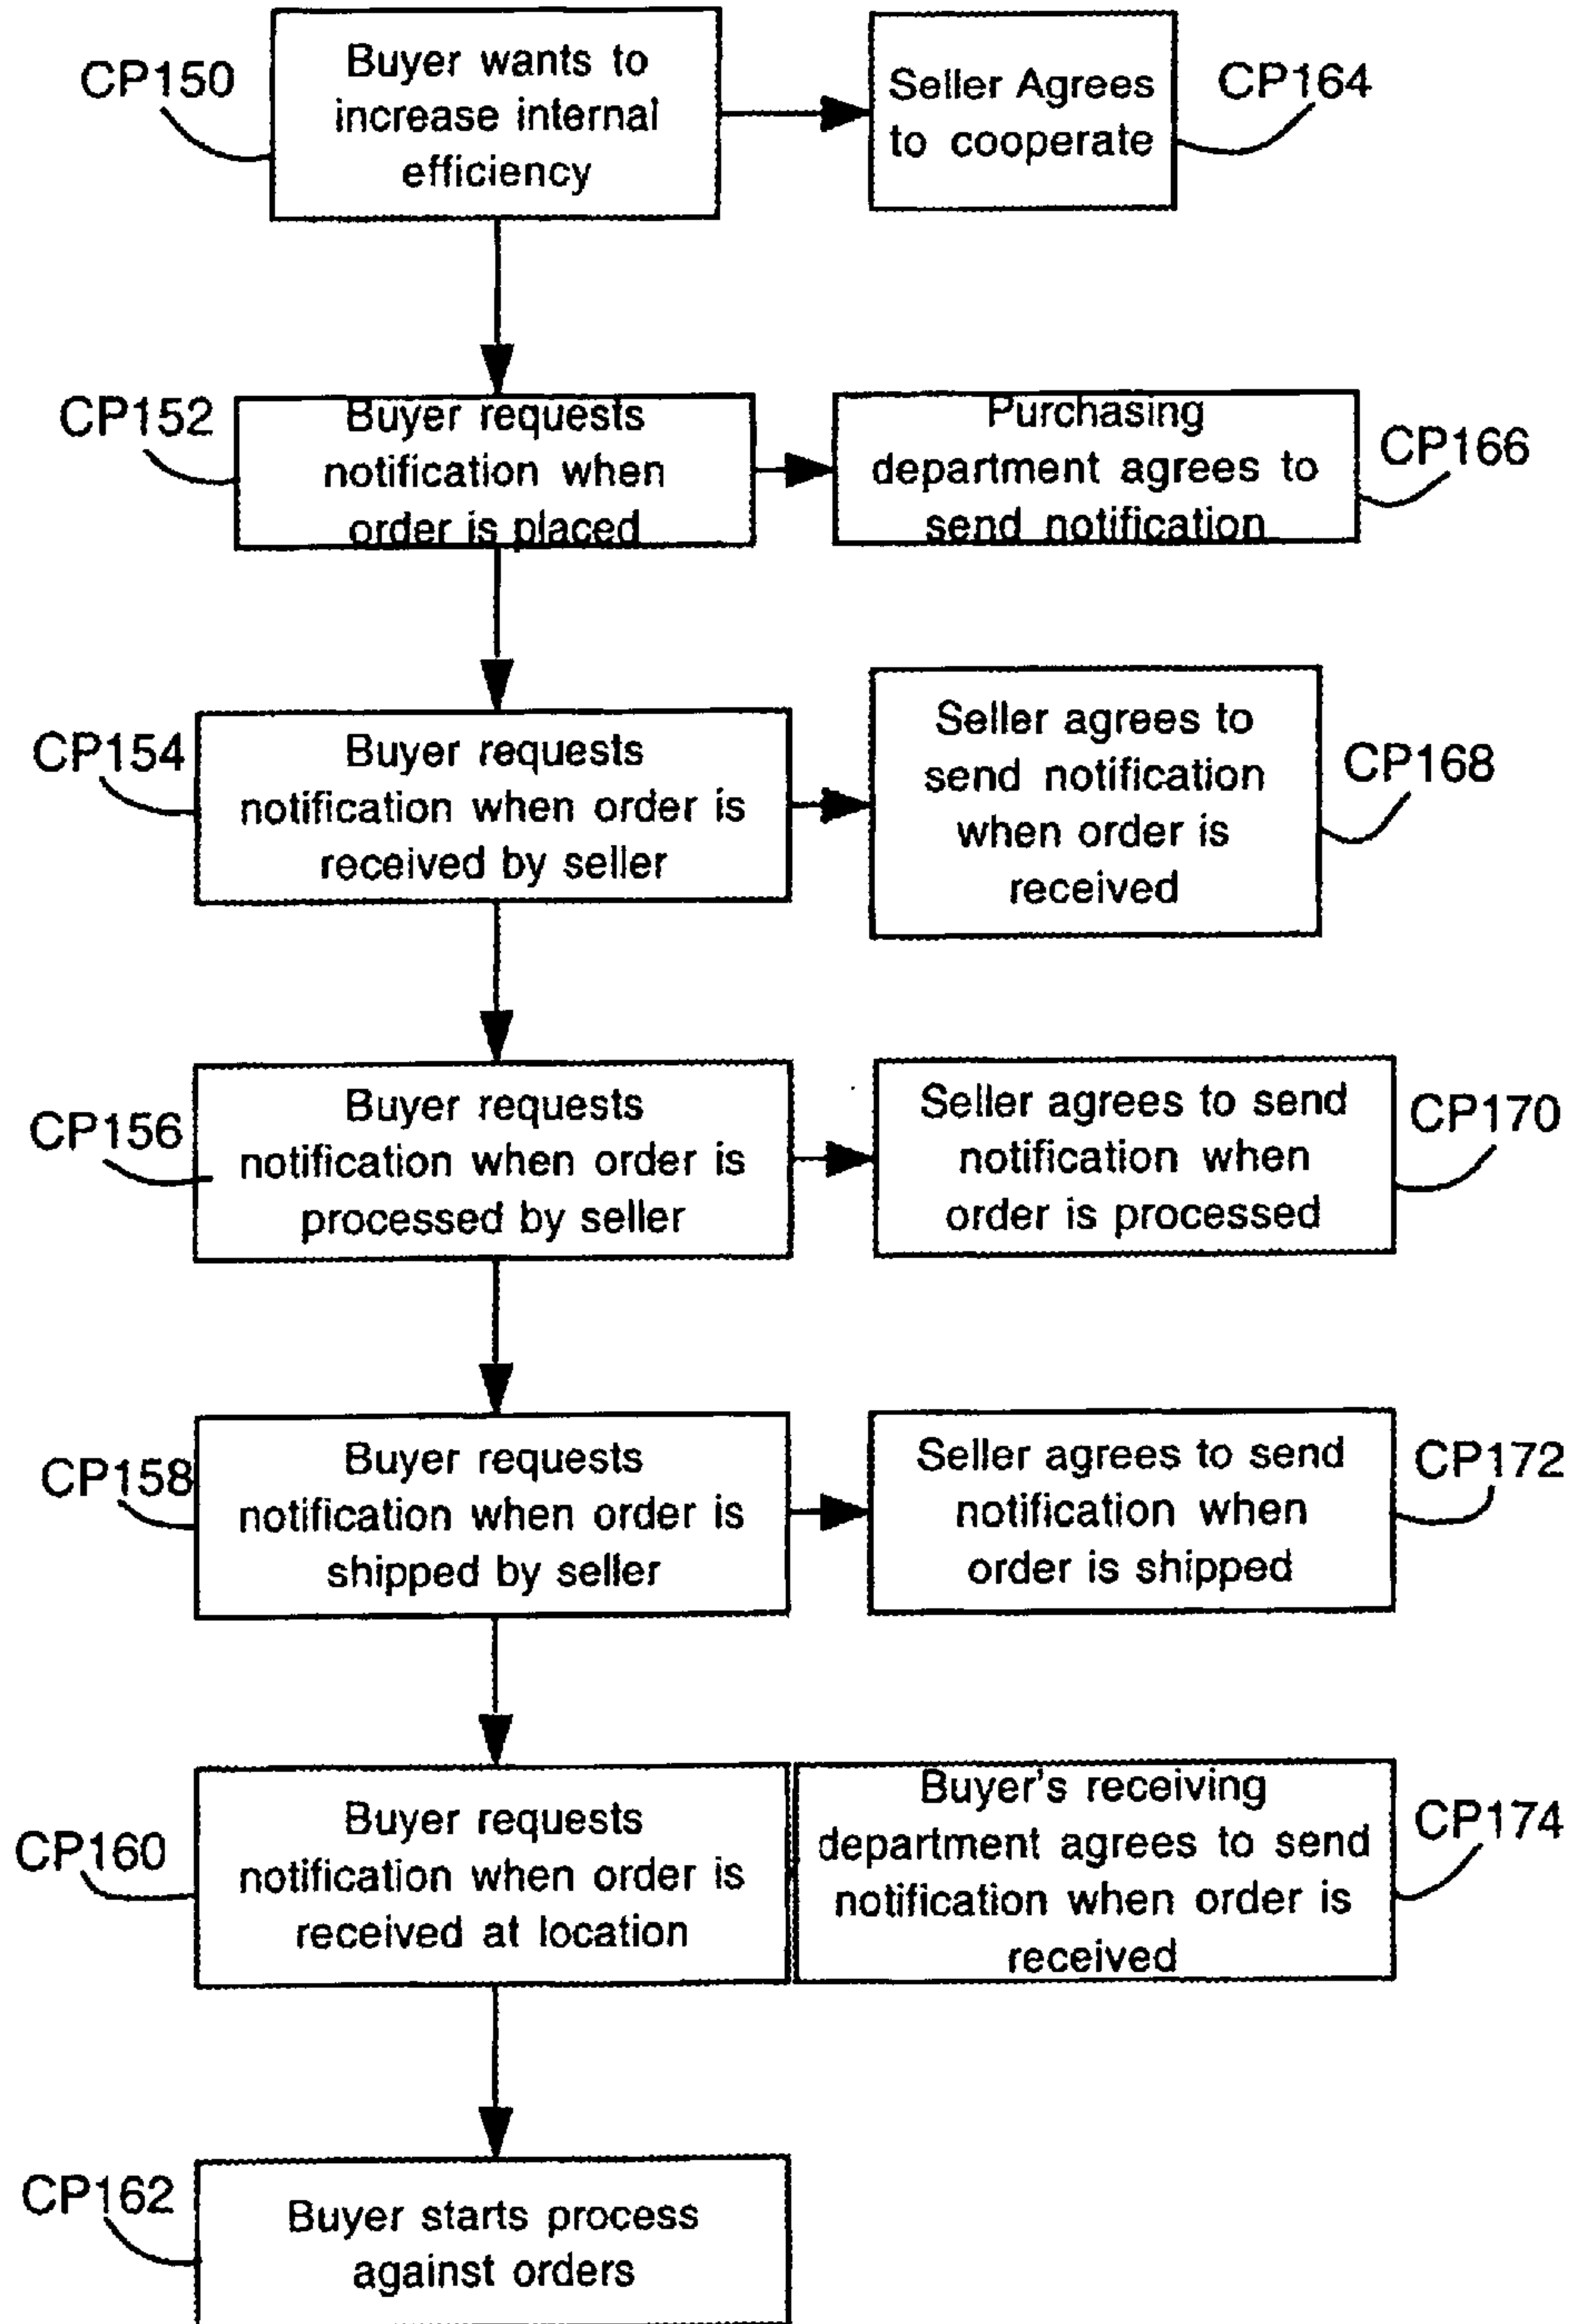 CP150
Buyer wants to
increase internal
efficiency
Seller Agrees
to cooperate
CP164
CP152
Buyer requests
notification when
order is placed
Purchasing
department agrees to
send notification
CP166
CP154
Buyer requests
notification when order is
received by seller
Seller agrees to
send notification
when order is
received
CP168
CP156
Buyer requests
notification when order is
processed by seller
Seller agrees to send
notification when
order is processed
CP170
CP158
Buyer requests
notification when order is
shipped by seller
Seller agrees to send
notification when
order is shipped
CP172
CP160
Buyer requests
notification when order is
received at location
Buyer's receiving
department agrees to send
notification when order is
received
CP174
CP162
Buyer starts process
against orders